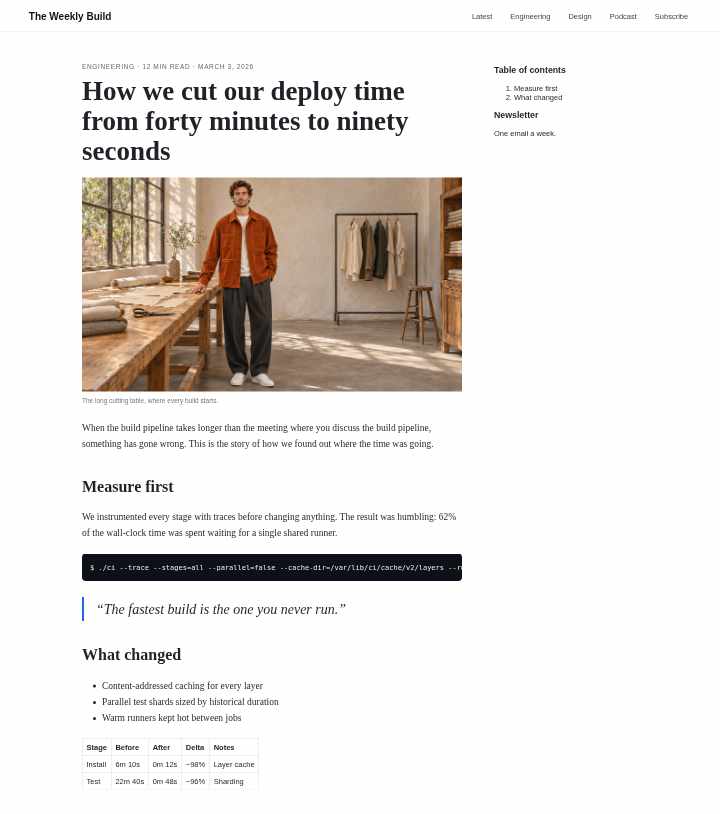 The Weekly Build
Latest Engineering Design Podcast Subscribe
ENGINEERING · 12 MIN READ · MARCH 3, 2026
How we cut our deploy time
from forty minutes to ninety
seconds
The long cutting table, where every build starts.
When the build pipeline takes longer than the meeting where you discuss the build pipeline,
something has gone wrong. This is the story of how we found out where the time was going.
Measure first
We instrumented every stage with traces before changing anything. The result was humbling: 62%
of the wall-clock time was spent waiting for a single shared runner.
$ ./ci --trace --stages=all --parallel=false --cache-dir=/var/lib/ci/cache/v2/layers
“The fastest build is the one you never run.”
What changed
• Content-addressed caching for every layer
• Parallel test shards sized by historical duration
• Warm runners kept hot between jobs
Stage Before After Delta Notes
Install 6m 10s 0m 12s −98% Layer cache
Test 22m 40s 0m 48s −96% Sharding
Table of contents
1. Measure first
2. What changed
Newsletter
One email a week.